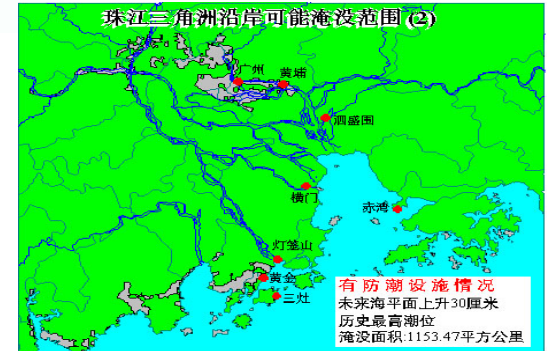 珠江三角洲沿岸可能淹没范围(2)
广州
黄埔
泗盛围
横门
赤湾
灯笼山
黄金
三灶
有防潮设施情况
未来海平面上升30厘米
历史最高潮位
淹没面积:1153.47平方公里